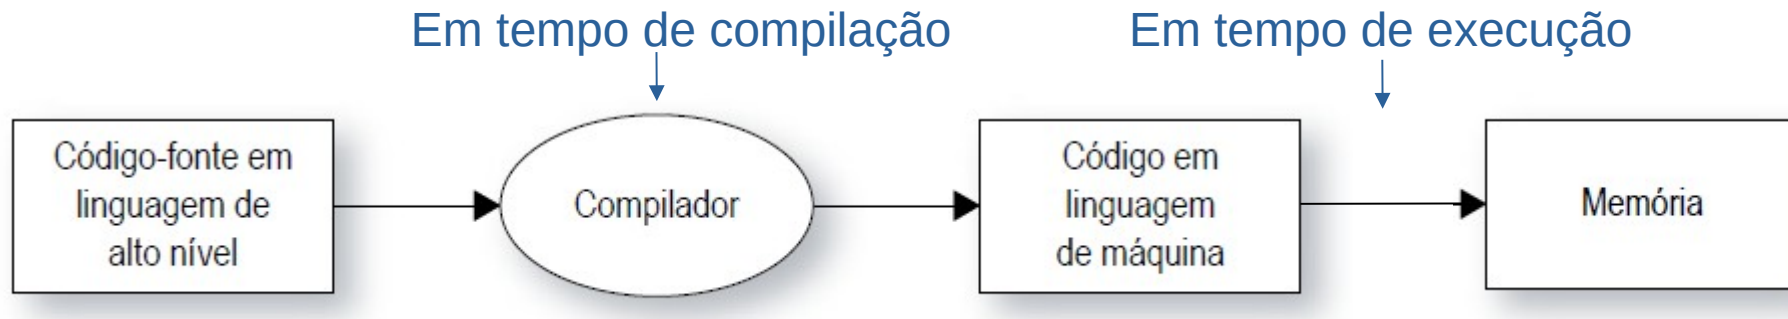 Em tempo de compilação
Em tempo de execução
Código-fonte em
linguagem de
alto nível
Compilador
Código em
linguagem
de máquina
Memória